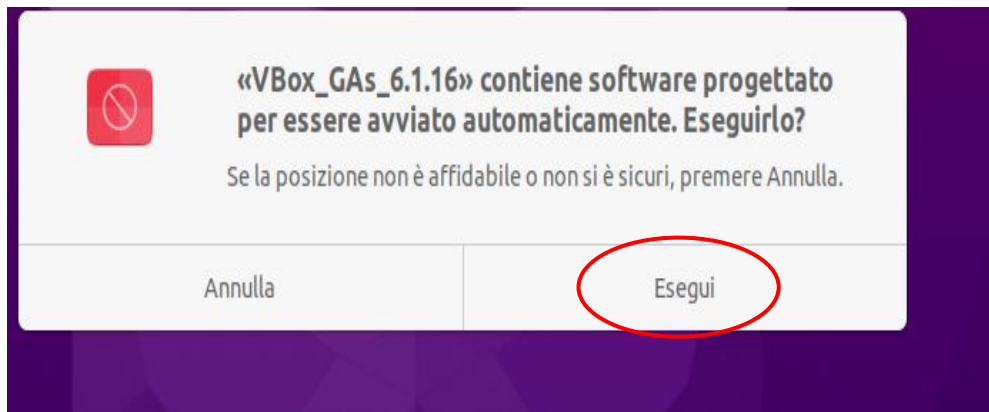 «VBox_GAs_6.1.16» contiene software progettato
per essere avviato automaticamente. Eseguirlo?
Se la posizione non è affidabile o non si è sicuri, premere Annulla.
Annulla
Esegui